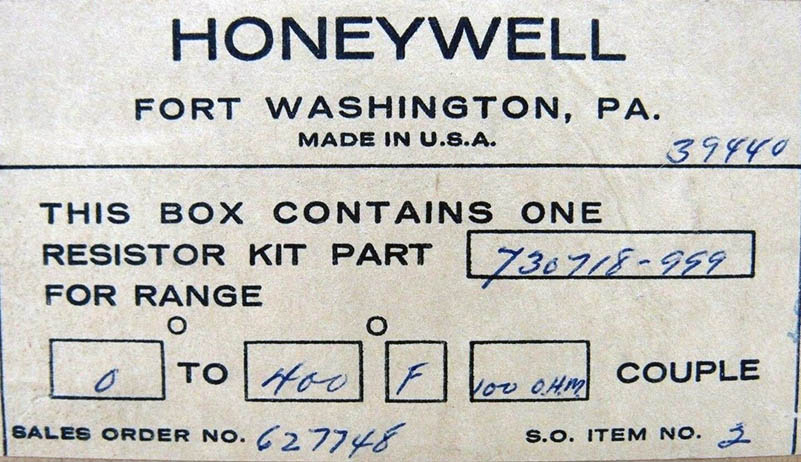 HONEYWELL
FORT WASHINGTON, PA.
MADE IN U.S.A.
39440
THIS BOX CONTAINS ONE
RESISTOR KIT PART 730718-999
FOR RANGE
0° TO 400° F 100 OHM COUPLE
SALES ORDER NO. 627748 S.O. ITEM NO. 2